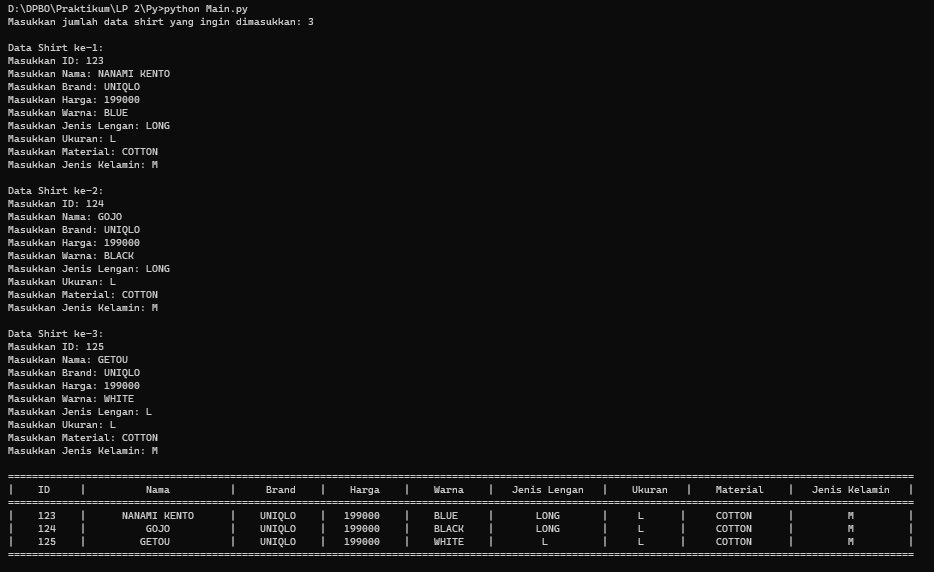 D:\DPBO\Praktikum\LP 2\Py>python Main.py
Masukkan jumlah data shirt yang ingin dimasukkan: 3

Data Shirt ke-1:
Masukkan ID: 123
Masukkan Nama: NANAMI KENTO
Masukkan Brand: UNIQLO
Masukkan Harga: 199000
Masukkan Warna: BLUE
Masukkan Jenis Lengan: LONG
Masukkan Ukuran: L
Masukkan Material: COTTON
Masukkan Jenis Kelamin: M

Data Shirt ke-2:
Masukkan ID: 124
Masukkan Nama: GOJO
Masukkan Brand: UNIQLO
Masukkan Harga: 199000
Masukkan Warna: BLACK
Masukkan Jenis Lengan: LONG
Masukkan Ukuran: L
Masukkan Material: COTTON
Masukkan Jenis Kelamin: M

Data Shirt ke-3:
Masukkan ID: 125
Masukkan Nama: GETOU
Masukkan Brand: UNIQLO
Masukkan Harga: 199000
Masukkan Warna: WHITE
Masukkan Jenis Lengan: L
Masukkan Ukuran: L
Masukkan Material: COTTON
Masukkan Jenis Kelamin: M

| ID | Nama | Brand | Harga | Warna | Jenis Lengan | Ukuran | Material | Jenis Kelamin |
| 123 | NANAMI KENTO | UNIQLO | 199000 | BLUE | LONG | L | COTTON | M |
| 124 | GOJO | UNIQLO | 199000 | BLACK | LONG | L | COTTON | M |
| 125 | GETOU | UNIQLO | 199000 | WHITE | L | L | COTTON | M |